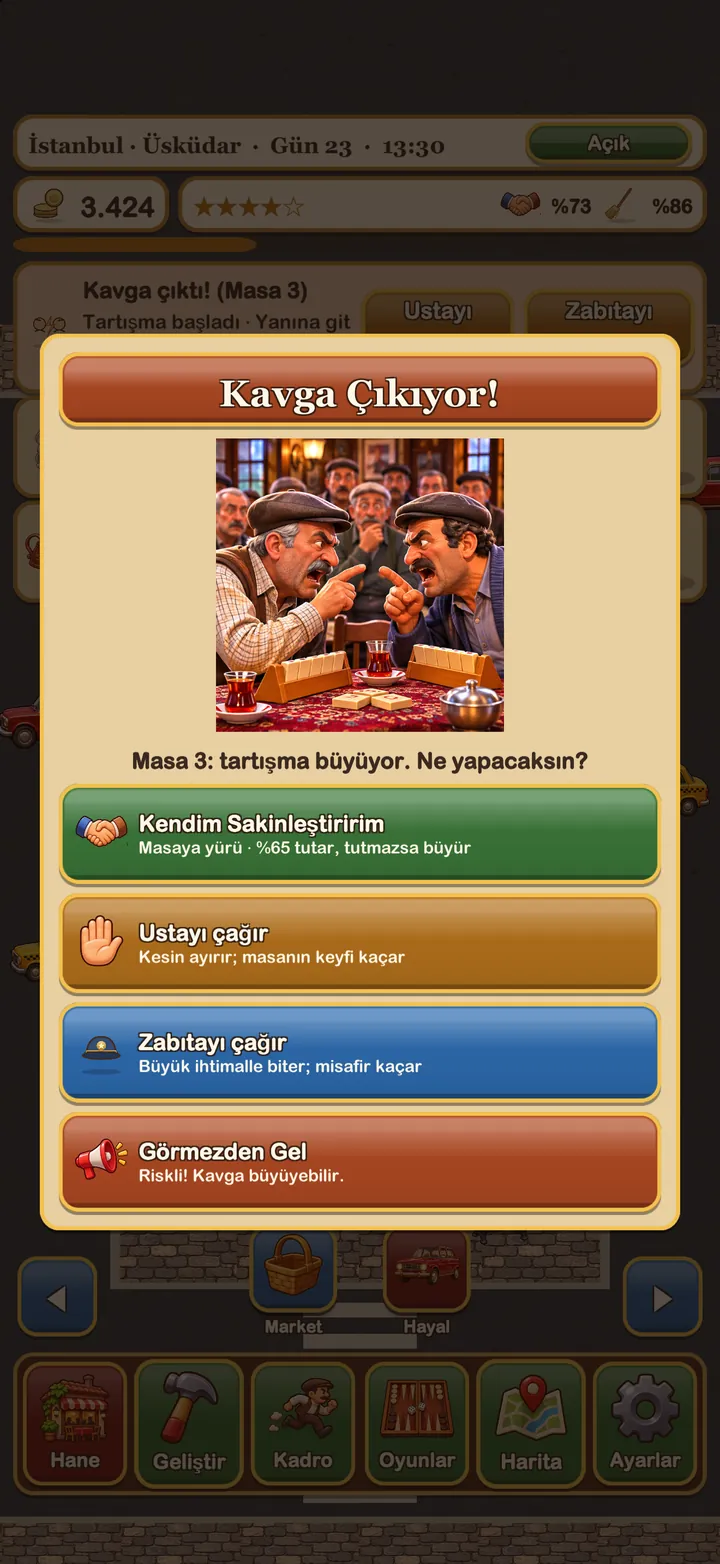 İstanbul · Üsküdar · Gün 23 · 13:30
Açık
3.424
%73
%86
Kavga çıktı! (Masa 3)
Tartışma başladı · Yanına git
Ustayı
Zabıtayı
Kavga Çıkıyor!
Masa 3: tartışma büyüyor. Ne yapacaksın?
Kendim Sakinleştiririm
Masaya yürü · %65 tutar, tutmazsa büyür
Ustayı çağır
Kesin ayırır; masanın keyfi kaçar
Zabıtayı çağır
Büyük ihtimalle biter; misafir kaçar
Görmezden Gel
Riskli! Kavga büyüyebilir.
Market
Hayal
Hane
Geliştir
Kadro
Oyunlar
Harita
Ayarlar